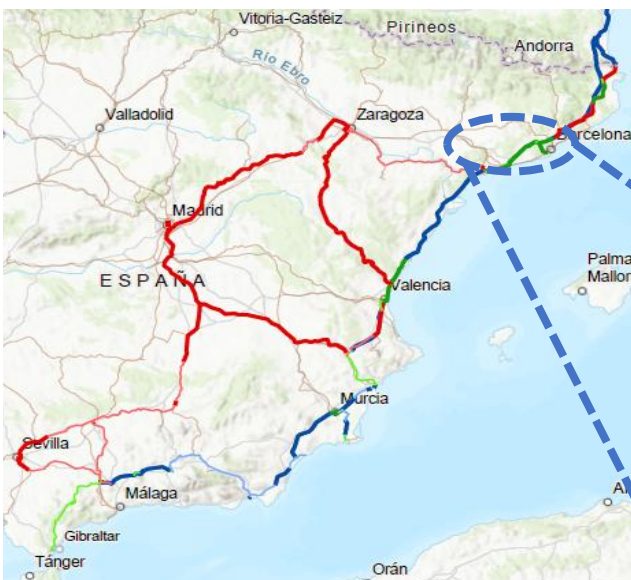 Vitoria-Gasteiz
Pirineos
Andorra
Río Ebro
Valladolid
Zaragoza
Barcelona
Madrid
ESPAÑA
Valencia
Palma
Mallor
Murcia
Sevilla
Málaga
Gibraltar
Tánger
Orán